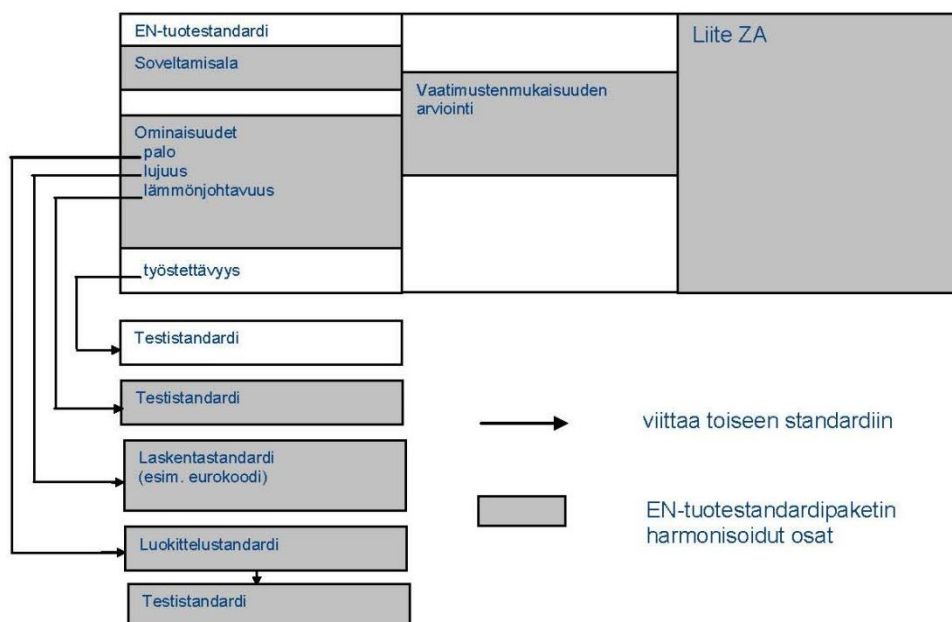 EN-tuotestandardi
Soveltamisala
Ominaisuudet
palo
lujuus
lämmönjohtavuus
työstettävyys
Vaatimustenmukaisuuden
arviointi
Liite ZA
Testistandardi
Testistandardi
Laskentastandardi
(esim. eurokoodi)
Luokittelustandardi
Testistandardi
viittaa toiseen standardiin
EN-tuotestandardipaketin
harmonisoidut osat